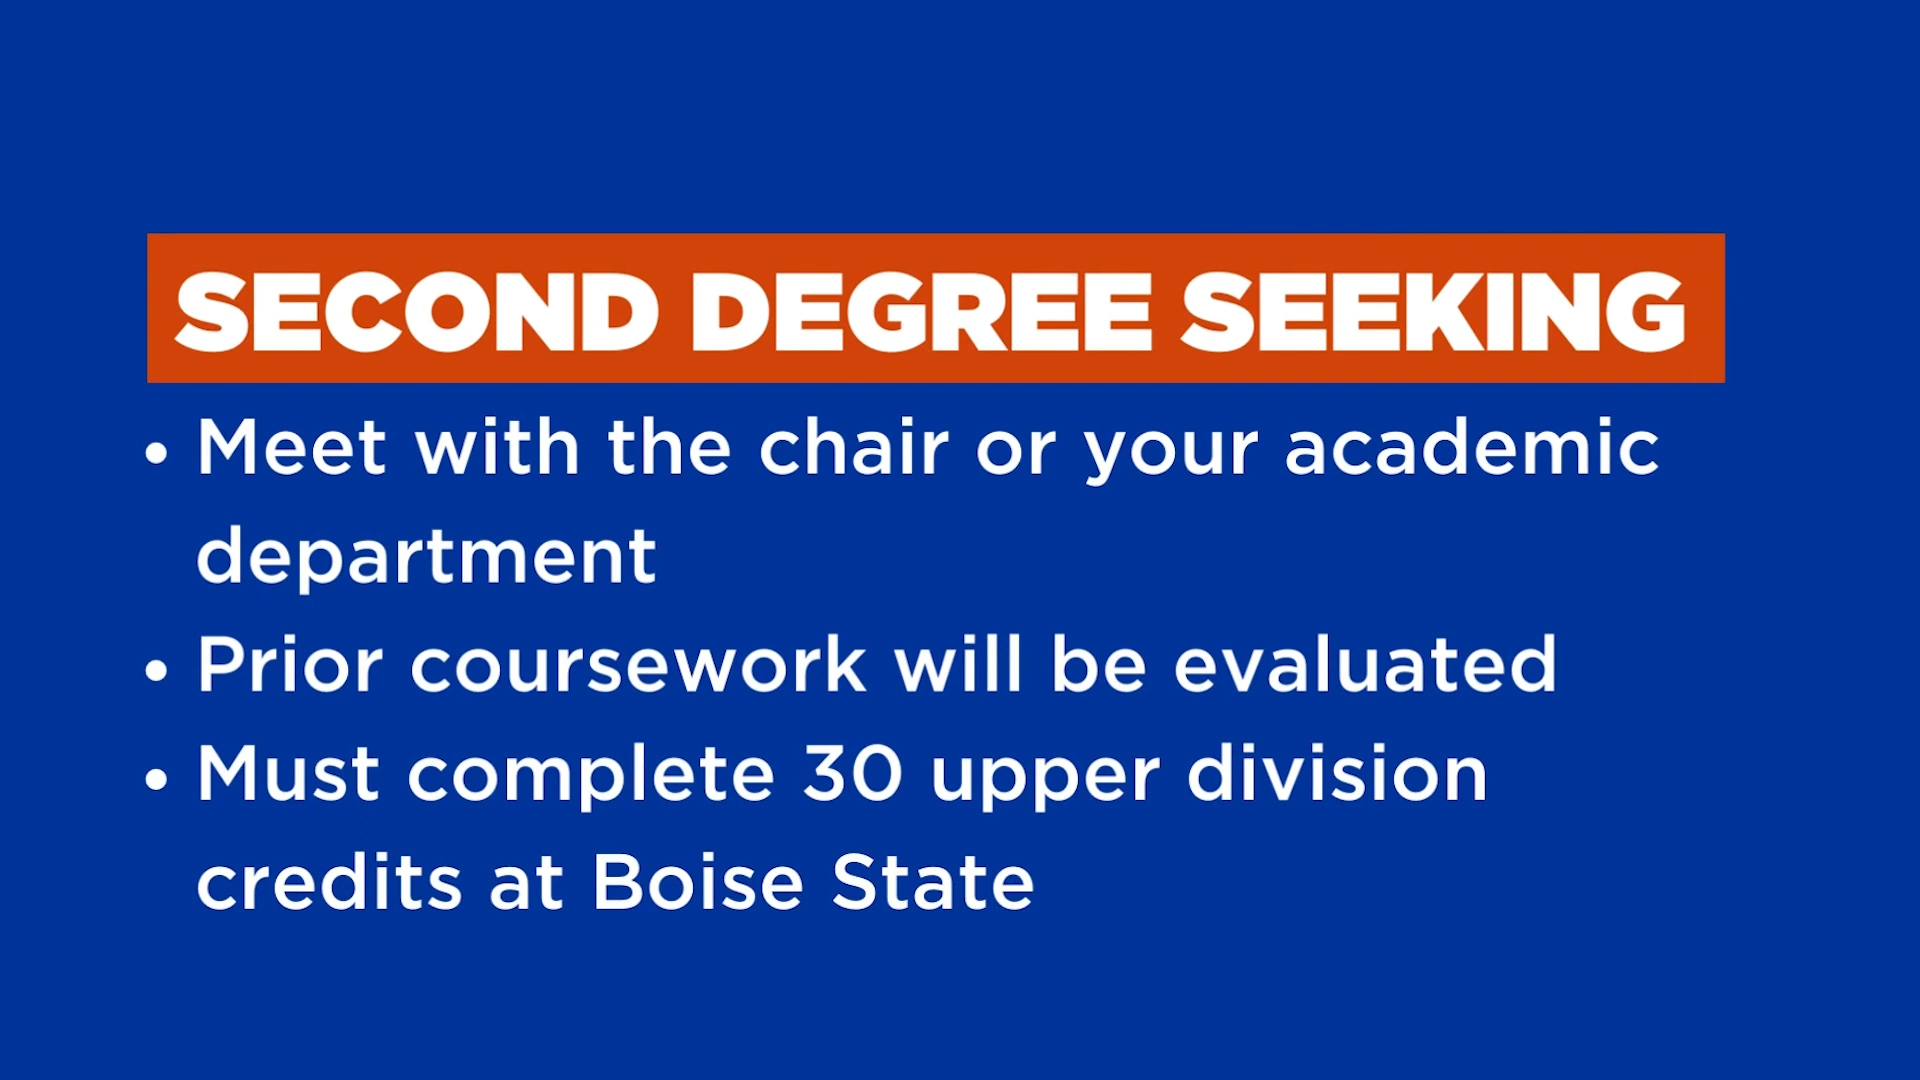 SECOND DEGREE SEEKING
• Meet with the chair or your academic
department
• Prior coursework will be evaluated
• Must complete 30 upper division
credits at Boise State